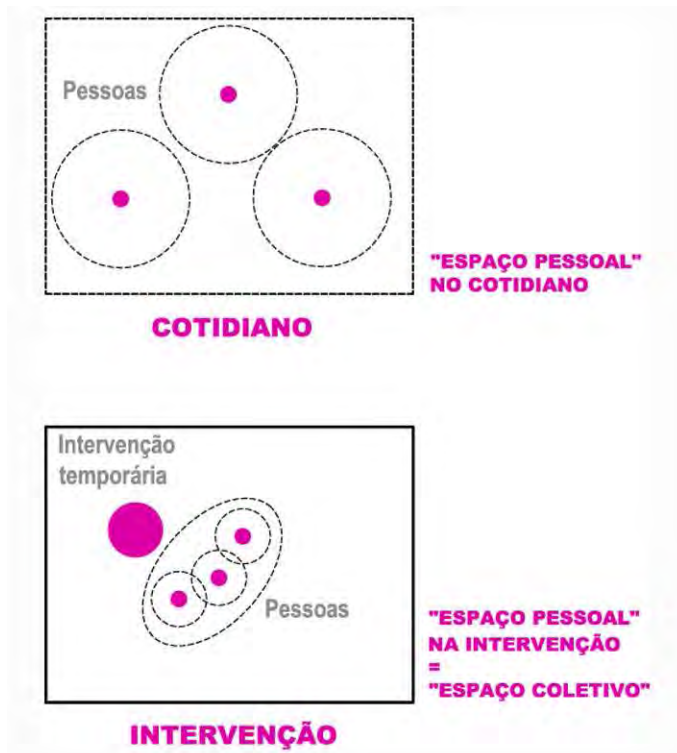 Pessoas
"ESPAÇO PESSOAL"
NO COTIDIANO
COTIDIANO
Intervenção
temporária
Pessoas
"ESPAÇO PESSOAL"
NA INTERVENÇÃO
=
"ESPAÇO COLETIVO"
INTERVENÇÃO